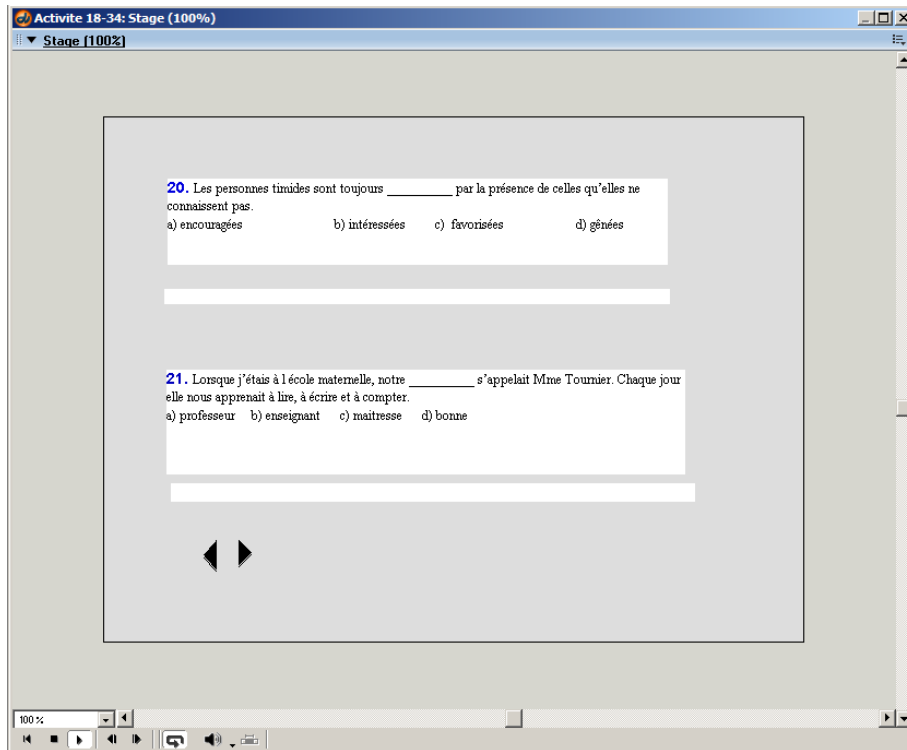 Activite 18-34: Stage (100%)
Stage (100%)
20. Les personnes timides sont toujours __________ par la présence de celles qu'elles ne
connaissent pas.
a) encouragées b) intéressées c) favorisées d) gênées
21. Lorsque j'étais à l école maternelle, notre __________ s'appelait Mme Tournier. Chaque jour
elle nous apprenait à lire, à écrire et à compter.
a) professeur b) enseignant c) maitresse d) bonne
100%